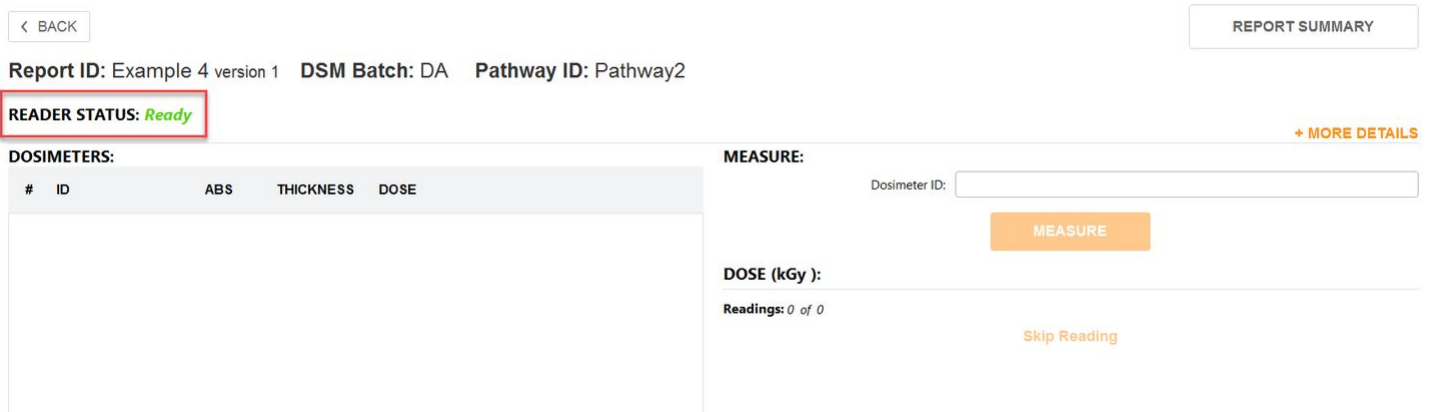 < BACK
REPORT SUMMARY
Report ID: Example 4 version 1 DSM Batch: DA Pathway ID: Pathway2
READER STATUS: Ready
+ MORE DETAILS
DOSIMETERS:
# ID ABS THICKNESS DOSE
MEASURE:
Dosimeter ID:
MEASURE
DOSE (kGy ):
Readings: 0 of 0
Skip Reading